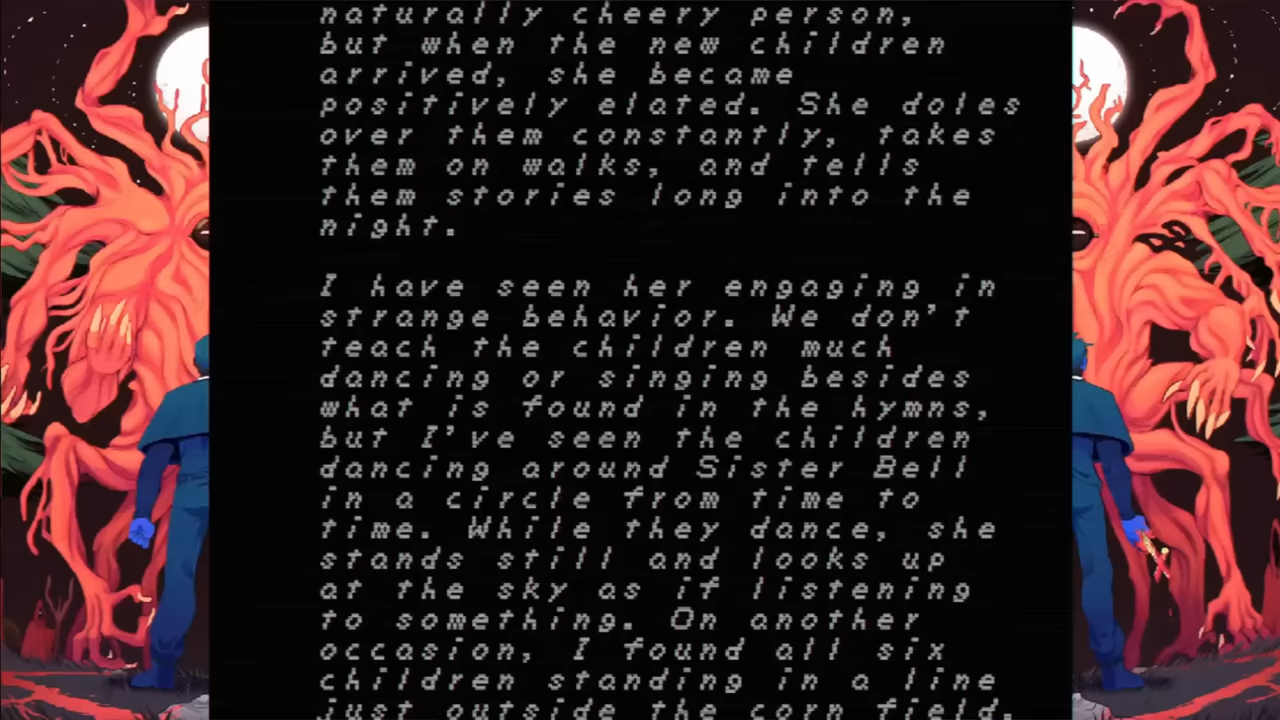 naturally cheery person,
but when the new children
arrived, she became
positively elated. She doles
over them constantly, takes
them on walks, and tells
them stories long into the
night.
I have seen her engaging in
strange behavior. We don't
teach the children much
dancing or singing besides
what is found in the hymns,
but I've seen the children
dancing around Sister Bell
in a circle from time to
time. While they dance, she
stands still and looks up
at the sky as if listening
to something. On another
occasion, I found all six
children standing in a line
just outside the corn field.